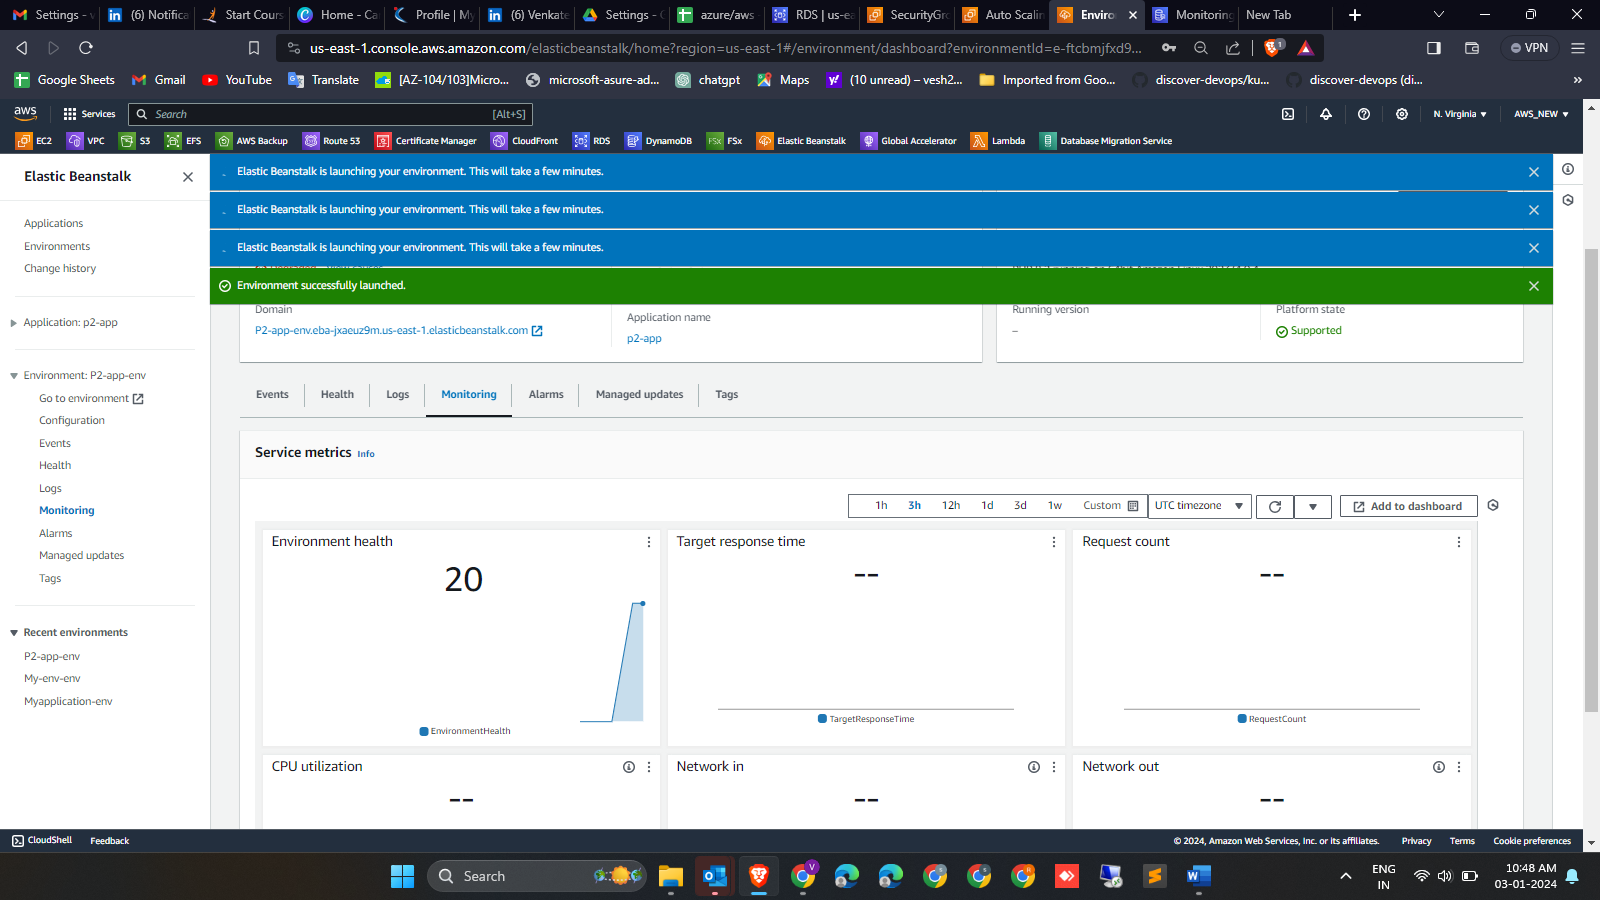 Settings - v
(6) Notifica
Start Cours
Home - Ca
Profile | My
(6) Venkate
Settings - C
azure/aws
RDS | us-ea
SecurityGro
Auto Scalin
Enviro
Monitoring
New Tab
us-east-1.console.aws.amazon.com/elasticbeanstalk/home?region=us-east-1#/environment/dashboard?environmentId=e-ftcbmjfxd9...
VPN
Google Sheets
Gmail
YouTube
Translate
[AZ-104/103]Micro...
microsoft-asure-ad...
chatgpt
Maps
(10 unread) – vesh2...
Imported from Goo...
discover-devops/ku...
discover-devops (di...
aws
Services
Search
[Alt+S]
N. Virginia
AWS_NEW
EC2
VPC
S3
EFS
AWS Backup
Route 53
Certificate Manager
CloudFront
RDS
DynamoDB
FSx
Elastic Beanstalk
Global Accelerator
Lambda
Database Migration Service
Elastic Beanstalk
Elastic Beanstalk is launching your environment. This will take a few minutes.
Elastic Beanstalk is launching your environment. This will take a few minutes.
Elastic Beanstalk is launching your environment. This will take a few minutes.
Environment successfully launched.
Applications
Environments
Change history
Application: p2-app
Environment: P2-app-env
Go to environment
Configuration
Events
Health
Logs
Monitoring
Alarms
Managed updates
Tags
Recent environments
P2-app-env
My-env-env
Myapplication-env
Domain
P2-app-env.eba-jxaeuz9m.us-east-1.elasticbeanstalk.com
Application name
p2-app
Running version
–
Platform state
Supported
Events
Health
Logs
Monitoring
Alarms
Managed updates
Tags
Service metrics Info
1h 3h 12h 1d 3d 1w Custom
UTC timezone
Add to dashboard
Environment health
20
EnvironmentHealth
Target response time
--
TargetResponseTime
Request count
--
RequestCount
CPU utilization
--
Network in
--
Network out
--
CloudShell
Feedback
© 2024, Amazon Web Services, Inc. or its affiliates.
Privacy
Terms
Cookie preferences
Search
ENG
IN
10:48 AM
03-01-2024